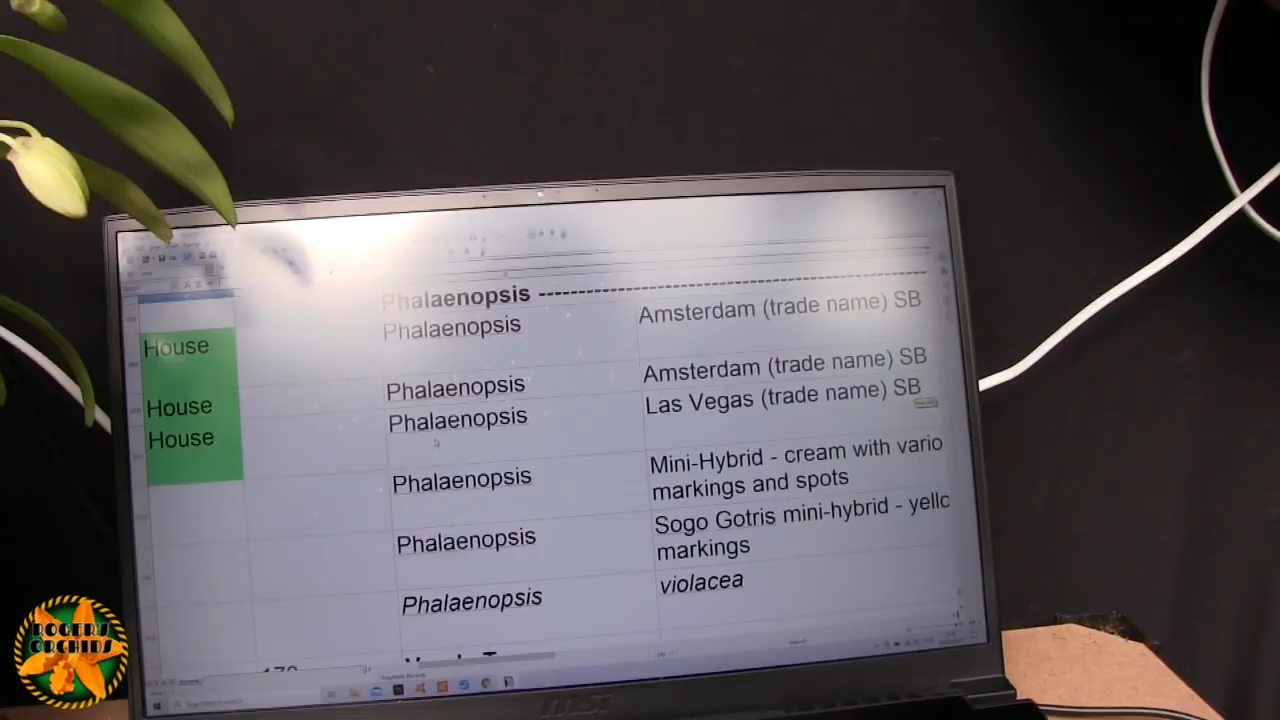 Phalaenopsis --------------------------------------------
House Phalaenopsis Amsterdam (trade name) SB
House Phalaenopsis Amsterdam (trade name) SB
House Phalaenopsis Las Vegas (trade name) SB
Phalaenopsis Mini-Hybrid - cream with vario
markings and spots
Phalaenopsis Sogo Gotris mini-hybrid - yello
markings
Phalaenopsis violacea
msi
ROGER'S
ORCHIDS